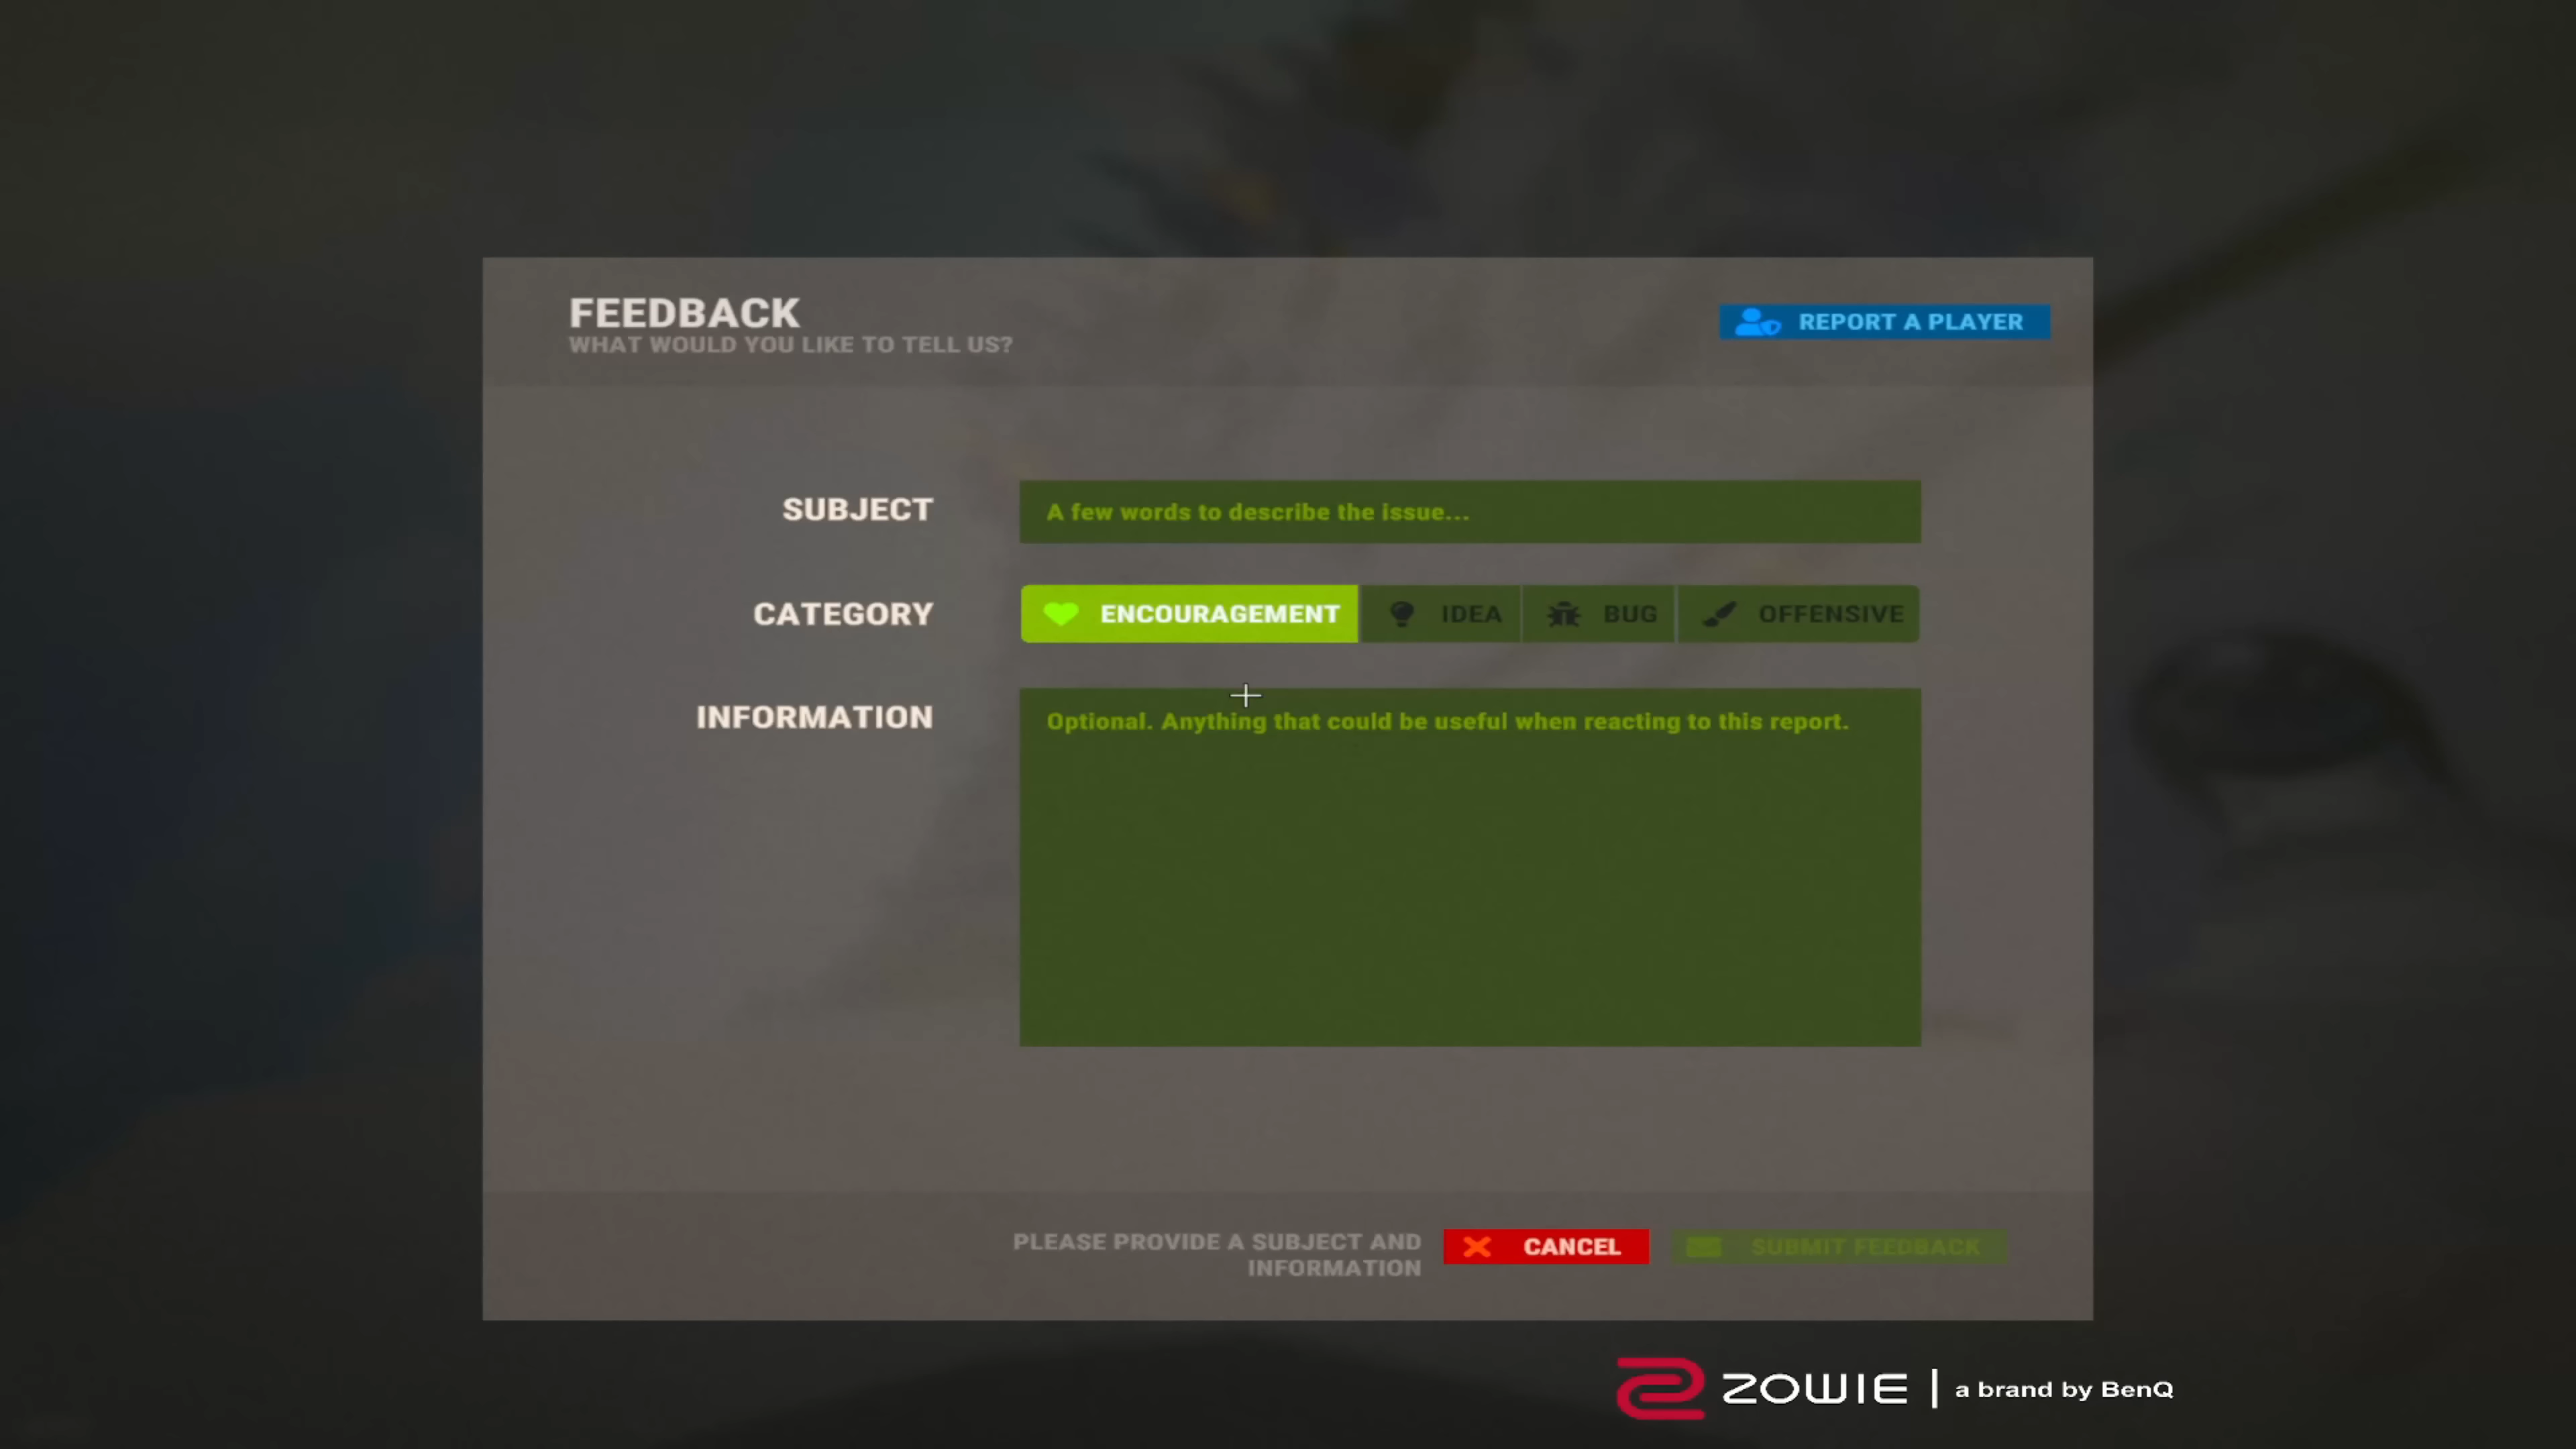 FEEDBACK
WHAT WOULD YOU LIKE TO TELL US?
REPORT A PLAYER
SUBJECT
A few words to describe the issue...
CATEGORY
ENCOURAGEMENT
IDEA
BUG
OFFENSIVE
INFORMATION
Optional. Anything that could be useful when reacting to this report.
PLEASE PROVIDE A SUBJECT AND
INFORMATION
CANCEL
SUBMIT FEEDBACK
ZOWIE | a brand by BenQ